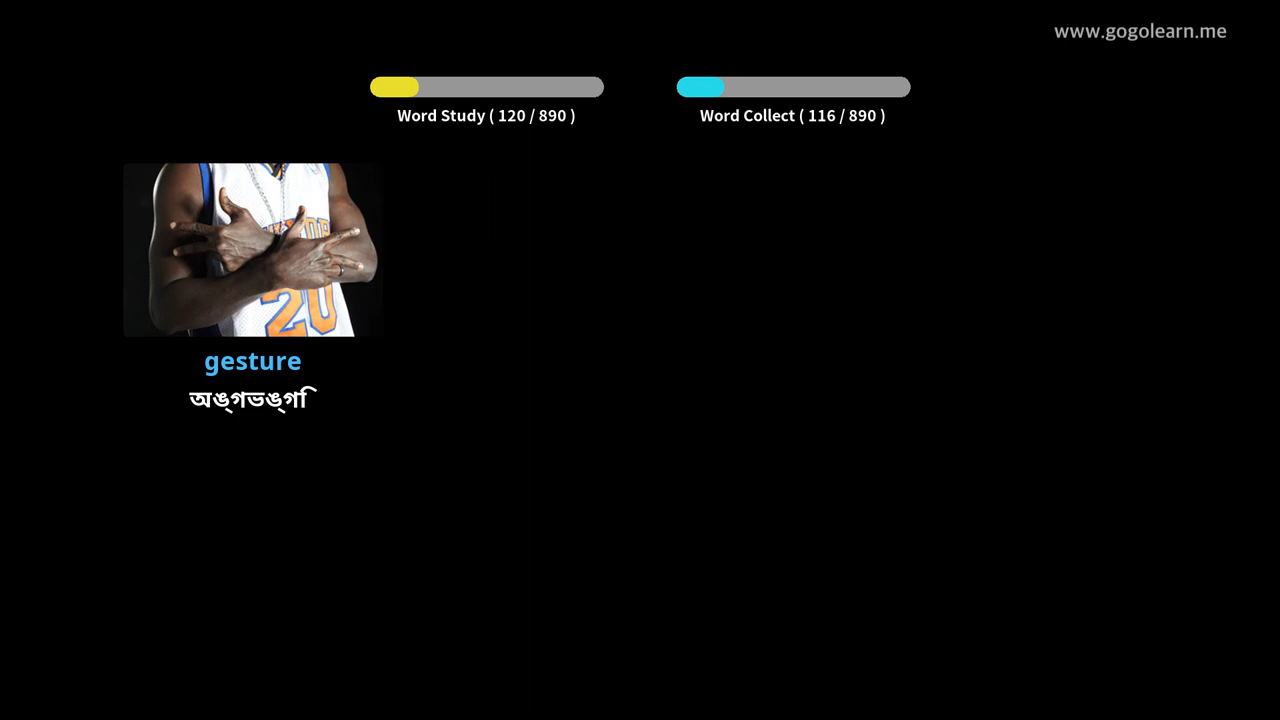 www.gogolearn.me
Word Study ( 120 / 890 )
Word Collect ( 116 / 890 )
20
gesture
অঙ্গভঙ্গি